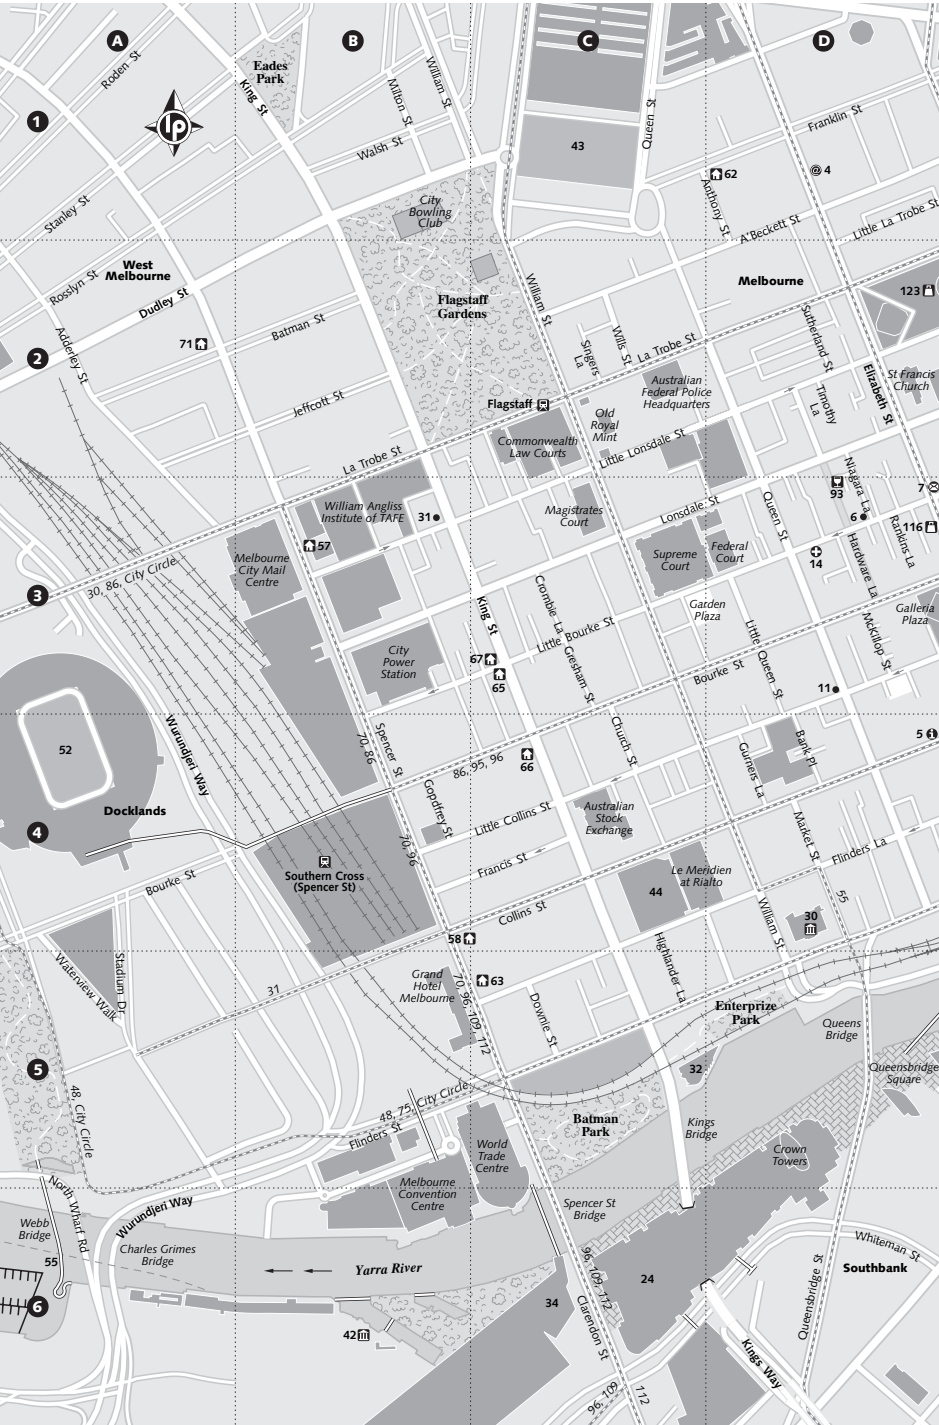 A
B
C
D
Roden St
Eades
Park
King St
Milton St
William St
1
lp
Walsh St
43
Queen St
Franklin St
62
4
Anthony St
Stanley St
City
Bowling
Club
A'Beckett St
Little La Trobe St
West
Melbourne
Rosslyn St
Dudley St
Flagstaff
Gardens
William St
Melbourne
123
Batman St
Adderley St
71
2
Singers La
Wills St
La Trobe St
Sutherland St
Elizabeth St
St Francis
Church
Australian
Federal Police
Headquarters
Timothy La
Jeffcott St
Flagstaff
Old
Royal
Mint
Commonwealth
Law Courts
Little Lonsdale St
La Trobe St
William Angliss
Institute of TAFE
31
Magistrates
Court
Lonsdale St
Queen St
93
Niagara La
7
6
116
Rankins La
Hardware La
14
57
Melbourne
City Mail
Centre
Supreme
Court
Federal
Court
3
30, 86, City Circle
King St
Crombie La
Little Bourke St
Garden
Plaza
Galleria
Plaza
McKillop St
City
Power
Station
67
65
Gresham St
Bourke St
Little Queen St
11
52
Wurundjeri Way
Spencer St
70, 86
86, 95, 96
66
Church St
Gurners La
Bank Pl
5
Docklands
4
Godfrey St
70, 96
Little Collins St
Australian
Stock
Exchange
Market St
Flinders La
Southern Cross
(Spencer St)
Francis St
44
Le Meridien
at Rialto
Bourke St
Collins St
William St
30
55
58
Waterview Walk
Stadium Dr
31
Grand
Hotel
Melbourne
63
70, 96, 109, 112
Downie St
Highlander La
Enterprize
Park
Queens
Bridge
5
32
Queensbridge
Square
48, City Circle
48, 75, City Circle
Flinders St
Batman
Park
Kings
Bridge
World
Trade
Centre
Crown
Towers
Melbourne
Convention
Centre
North Wharf Rd
Wurundjeri Way
Spencer St
Bridge
Webb
Bridge
55
Charles Grimes
Bridge
Yarra River
96, 109, 112
24
Whiteman St
Southbank
Queensbridge St
6
34
Clarendon St
42
Kings Way
96, 109
112